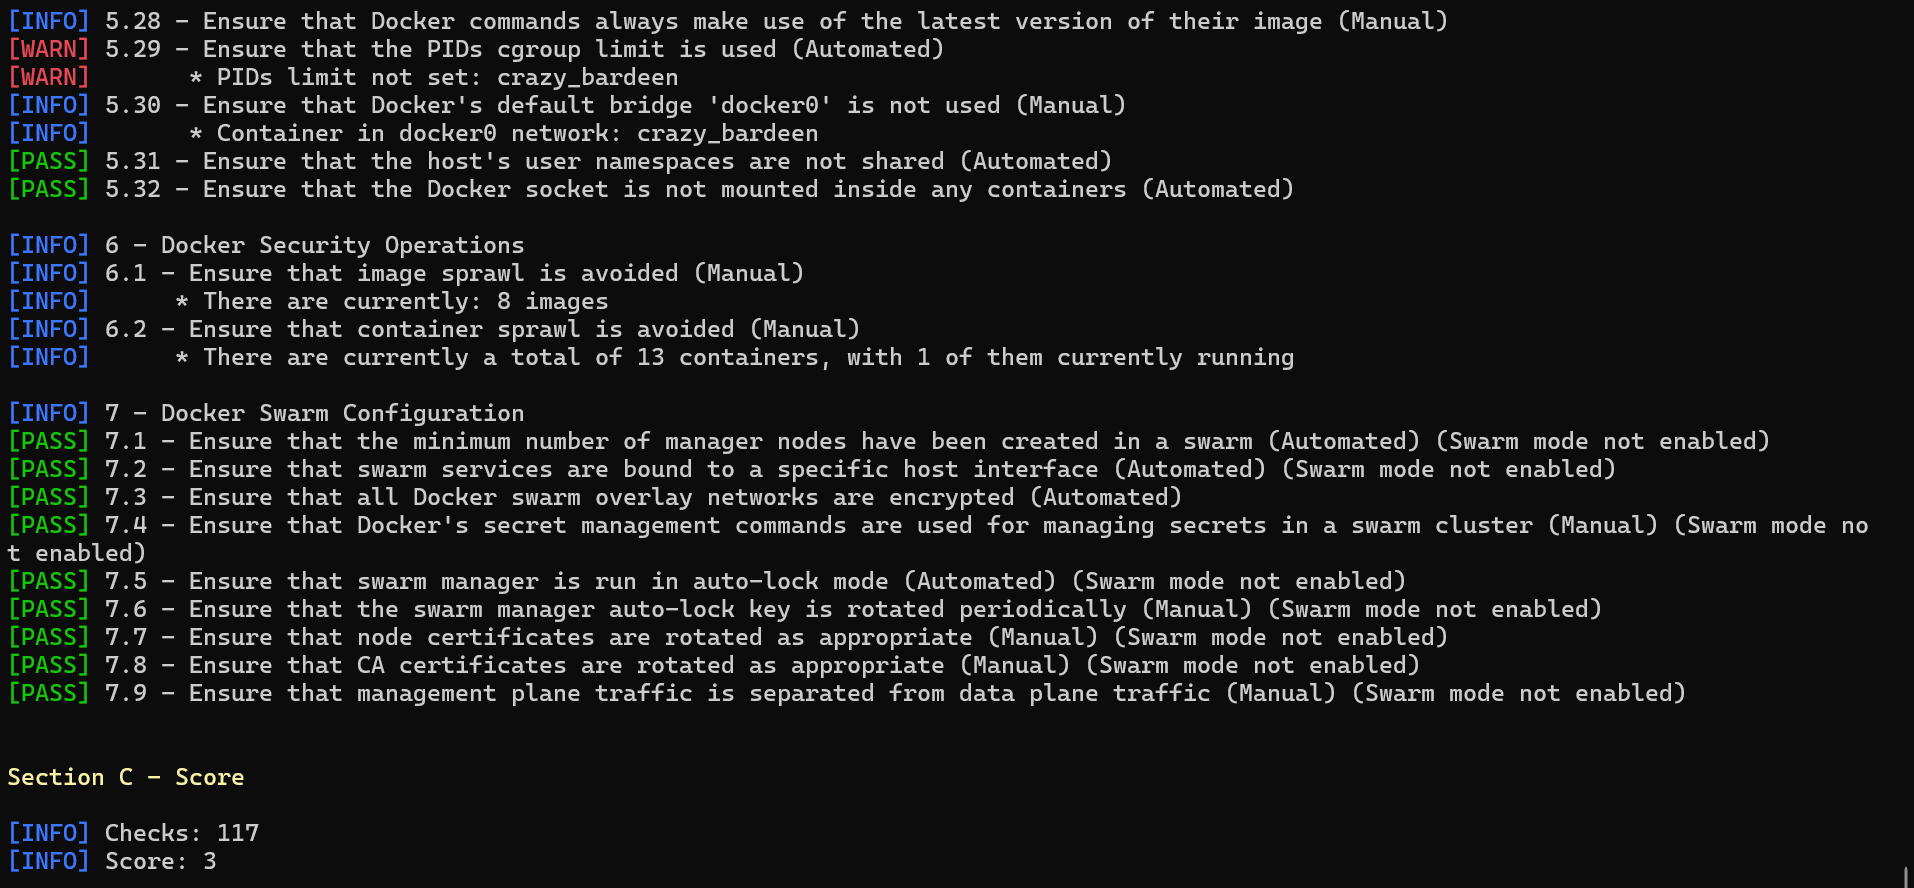 [INFO] 5.28 - Ensure that Docker commands always make use of the latest version of their image (Manual)
[WARN] 5.29 - Ensure that the PIDs cgroup limit is used (Automated)
[WARN]       * PIDs limit not set: crazy_bardeen
[INFO] 5.30 - Ensure that Docker's default bridge 'docker0' is not used (Manual)
[INFO]       * Container in docker0 network: crazy_bardeen
[PASS] 5.31 - Ensure that the host's user namespaces are not shared (Automated)
[PASS] 5.32 - Ensure that the Docker socket is not mounted inside any containers (Automated)

[INFO] 6 - Docker Security Operations
[INFO] 6.1 - Ensure that image sprawl is avoided (Manual)
[INFO]      * There are currently: 8 images
[INFO] 6.2 - Ensure that container sprawl is avoided (Manual)
[INFO]      * There are currently a total of 13 containers, with 1 of them currently running

[INFO] 7 - Docker Swarm Configuration
[PASS] 7.1 - Ensure that the minimum number of manager nodes have been created in a swarm (Automated) (Swarm mode not enabled)
[PASS] 7.2 - Ensure that swarm services are bound to a specific host interface (Automated) (Swarm mode not enabled)
[PASS] 7.3 - Ensure that all Docker swarm overlay networks are encrypted (Automated)
[PASS] 7.4 - Ensure that Docker's secret management commands are used for managing secrets in a swarm cluster (Manual) (Swarm mode no
t enabled)
[PASS] 7.5 - Ensure that swarm manager is run in auto-lock mode (Automated) (Swarm mode not enabled)
[PASS] 7.6 - Ensure that the swarm manager auto-lock key is rotated periodically (Manual) (Swarm mode not enabled)
[PASS] 7.7 - Ensure that node certificates are rotated as appropriate (Manual) (Swarm mode not enabled)
[PASS] 7.8 - Ensure that CA certificates are rotated as appropriate (Manual) (Swarm mode not enabled)
[PASS] 7.9 - Ensure that management plane traffic is separated from data plane traffic (Manual) (Swarm mode not enabled)

Section C - Score

[INFO] Checks: 117
[INFO] Score: 3